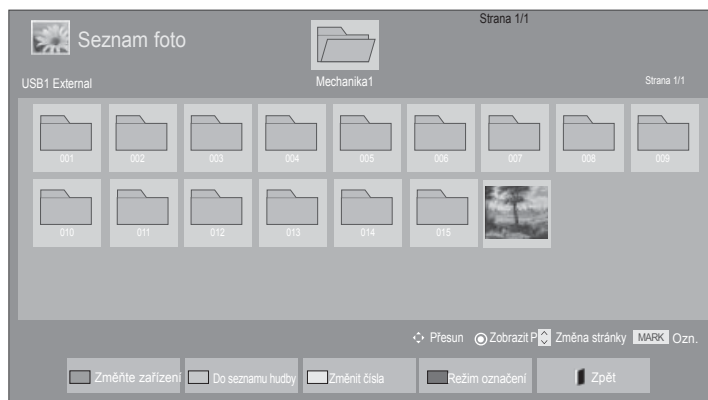 Strana 1/1
Seznam foto
Mechanika1
USB1 External
Strana 1/1
001 002 003 004 005 006 007 008 009
010 011 012 013 014 015
Přesun Zobrazit P Změna stránky MARK Ozn.
Změňte zařízení Do seznamu hudby Změnit čísla Režim označení Zpět